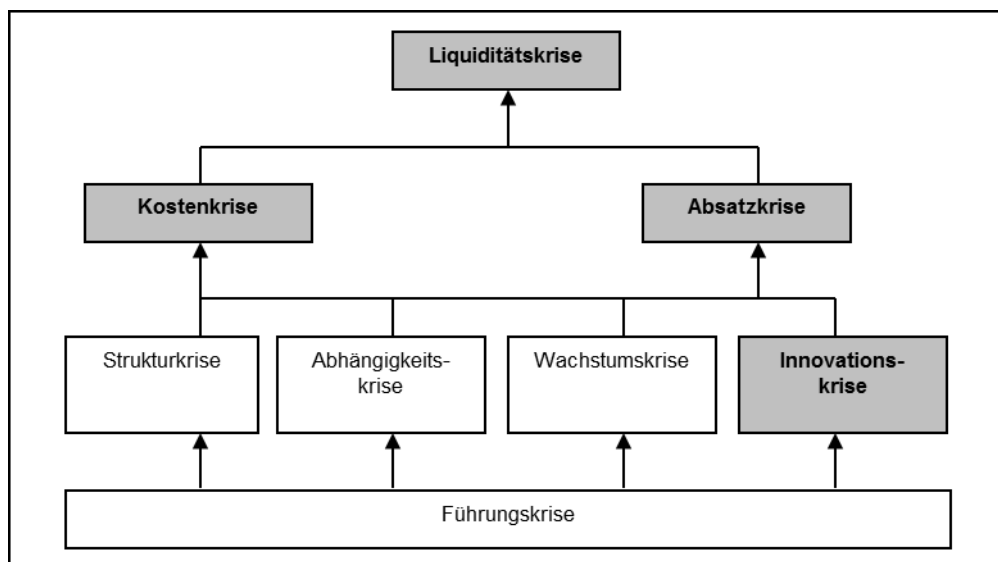 Liquiditätskrise
Kostenkrise
Absatzkrise
Strukturkrise
Abhängigkeits-
krise
Wachstumskrise
Innovations-
krise
Führungskrise